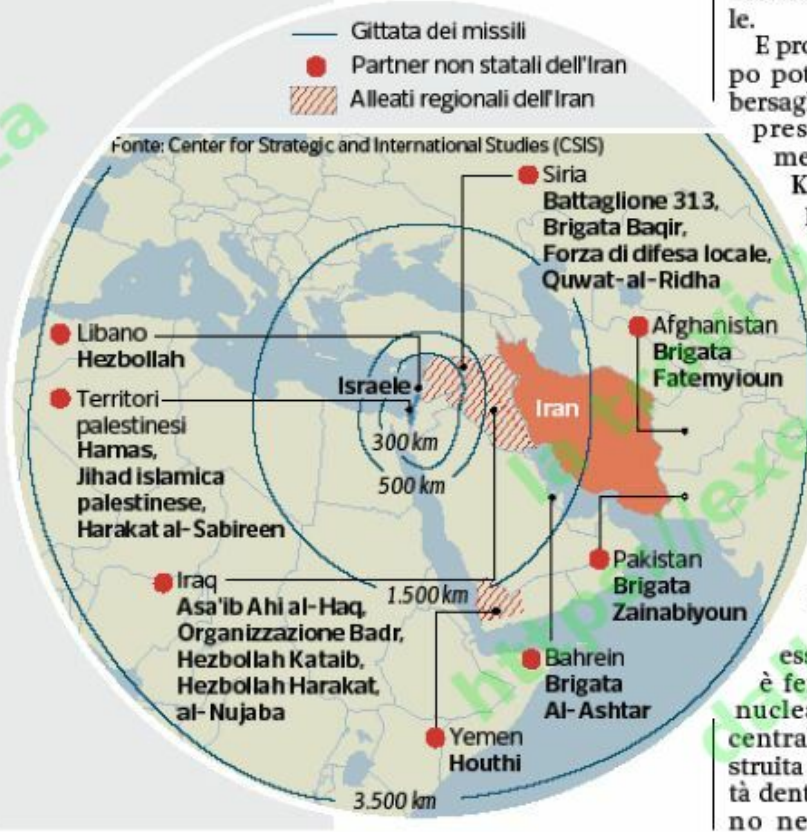 Gittata dei missili
Partner non statali dell'Iran
Alleati regionali dell'Iran
Fonte: Center for Strategic and International Studies (CSIS)
Siria
Battaglione 313,
Brigata Baqir,
Forza di difesa locale,
Quwat-al-Ridha
Libano
Hezbollah
Territori
palestinesi
Hamas,
Jihad islamica
palestinese,
Harakat al-Sabireen
Israele
300 km
500 km
1.500 km
3.500 km
Iran
Afghanistan
Brigata
Fatemyioun
Pakistan
Brigata
Zainabiyoun
Iraq
Asa'ib Ahi al-Haq,
Organizzazione Badr,
Hezbollah Kataib,
Hezbollah Harakat,
al-Nujaba
Bahrein
Brigata
Al-Ashtar
Yemen
Houthi
le.
E pro
po pot
bersag
pres
me
K
ess
è fe
nuclea
centra
struita
tà dent
no ne